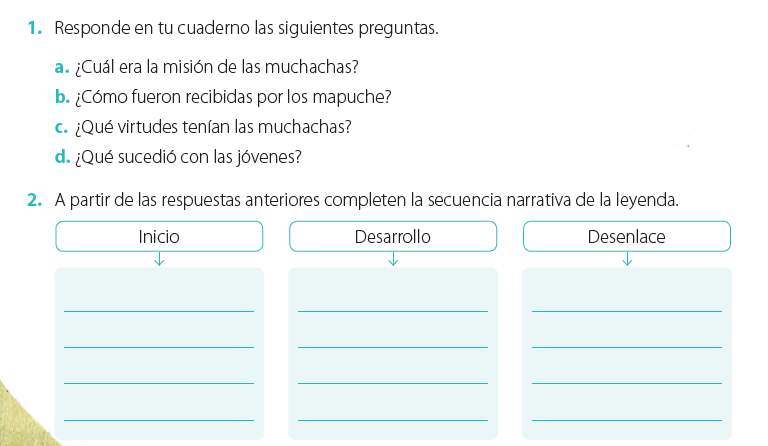 1. Responde en tu cuaderno las siguientes preguntas.
a. ¿Cuál era la misión de las muchachas?
b. ¿Cómo fueron recibidas por los mapuche?
c. ¿Qué virtudes tenían las muchachas?
d. ¿Qué sucedió con las jóvenes?
2. A partir de las respuestas anteriores completen la secuencia narrativa de la leyenda.
Inicio
Desarrollo
Desenlace